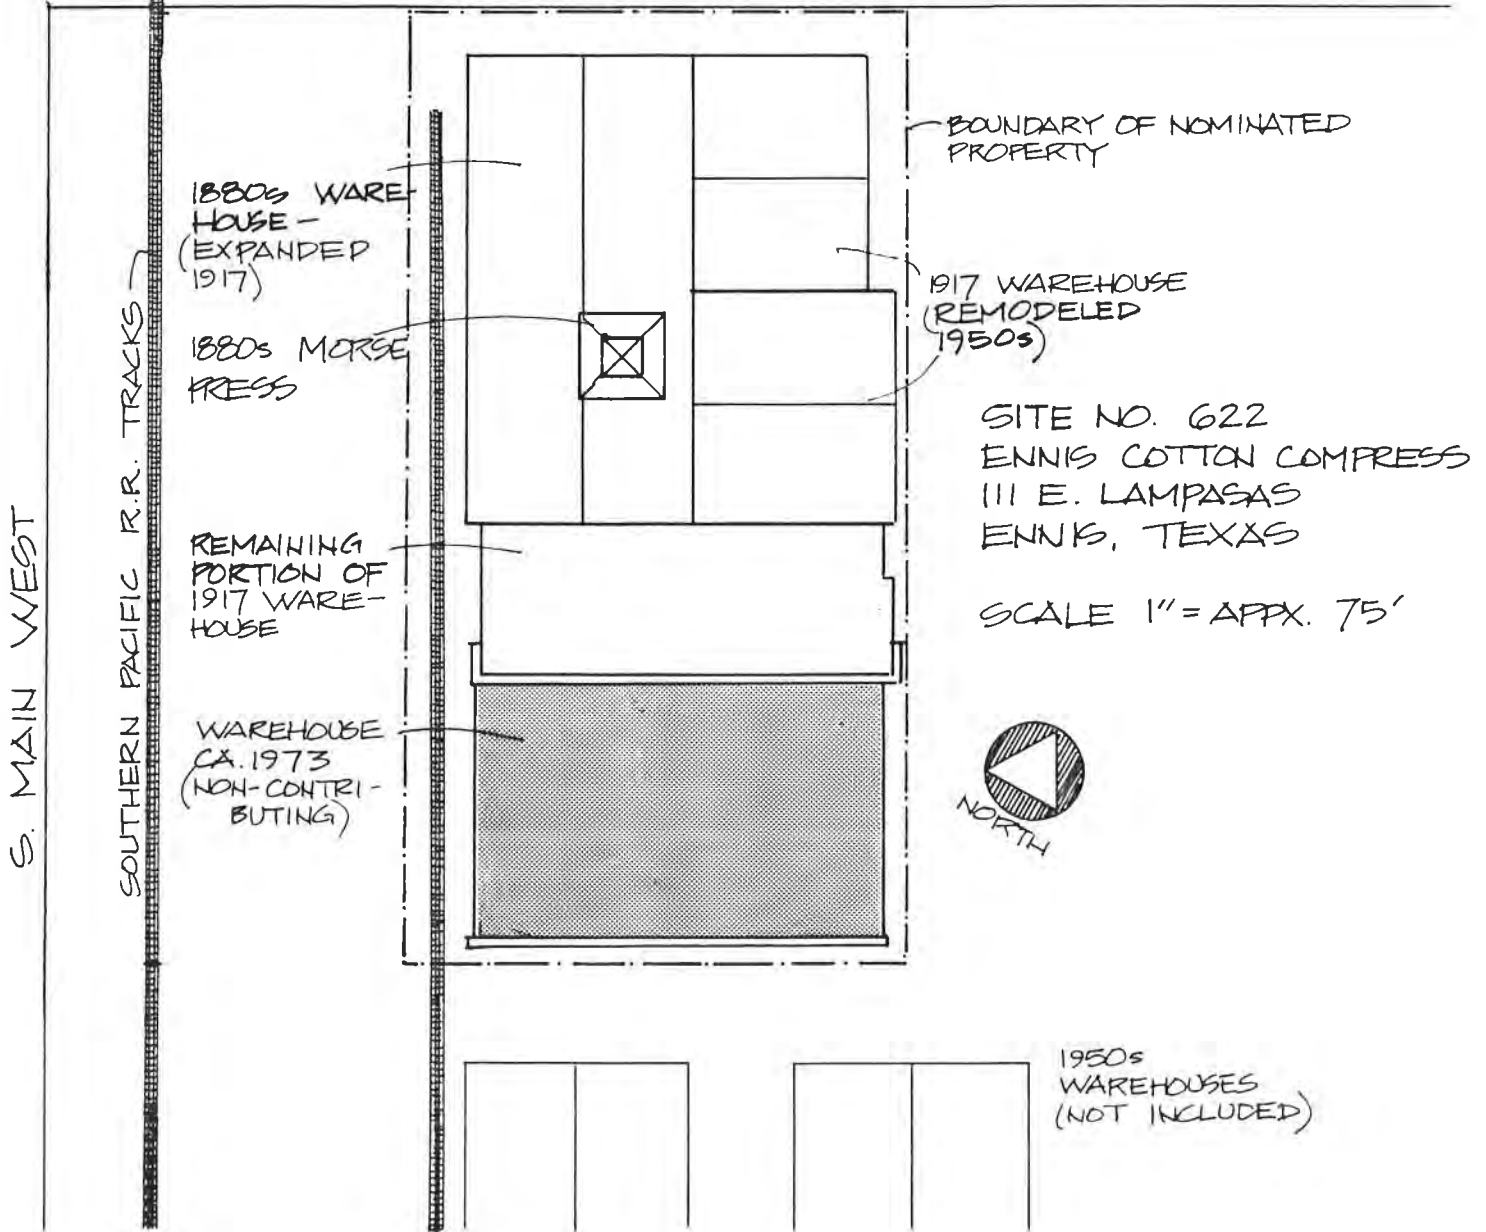 BOUNDARY OF NOMINATED
PROPERTY
1880s WARE-
HOUSE -
(EXPANDED
1917)
1917 WAREHOUSE
(REMODELED
1950s)
1880s MORSE
PRESS
SITE NO. 622
ENNIS COTTON COMPRESS
111 E. LAMPASAS
ENNIS, TEXAS
SCALE 1"= APPX. 75'
REMAINING
PORTION OF
1917 WARE-
HOUSE
WAREHOUSE
CA. 1973
(NON-CONTRI-
BUTING)
SOUTHERN PACIFIC R.R. TRACKS
S. MAIN WEST
NORTH
1950s
WAREHOUSES
(NOT INCLUDED)